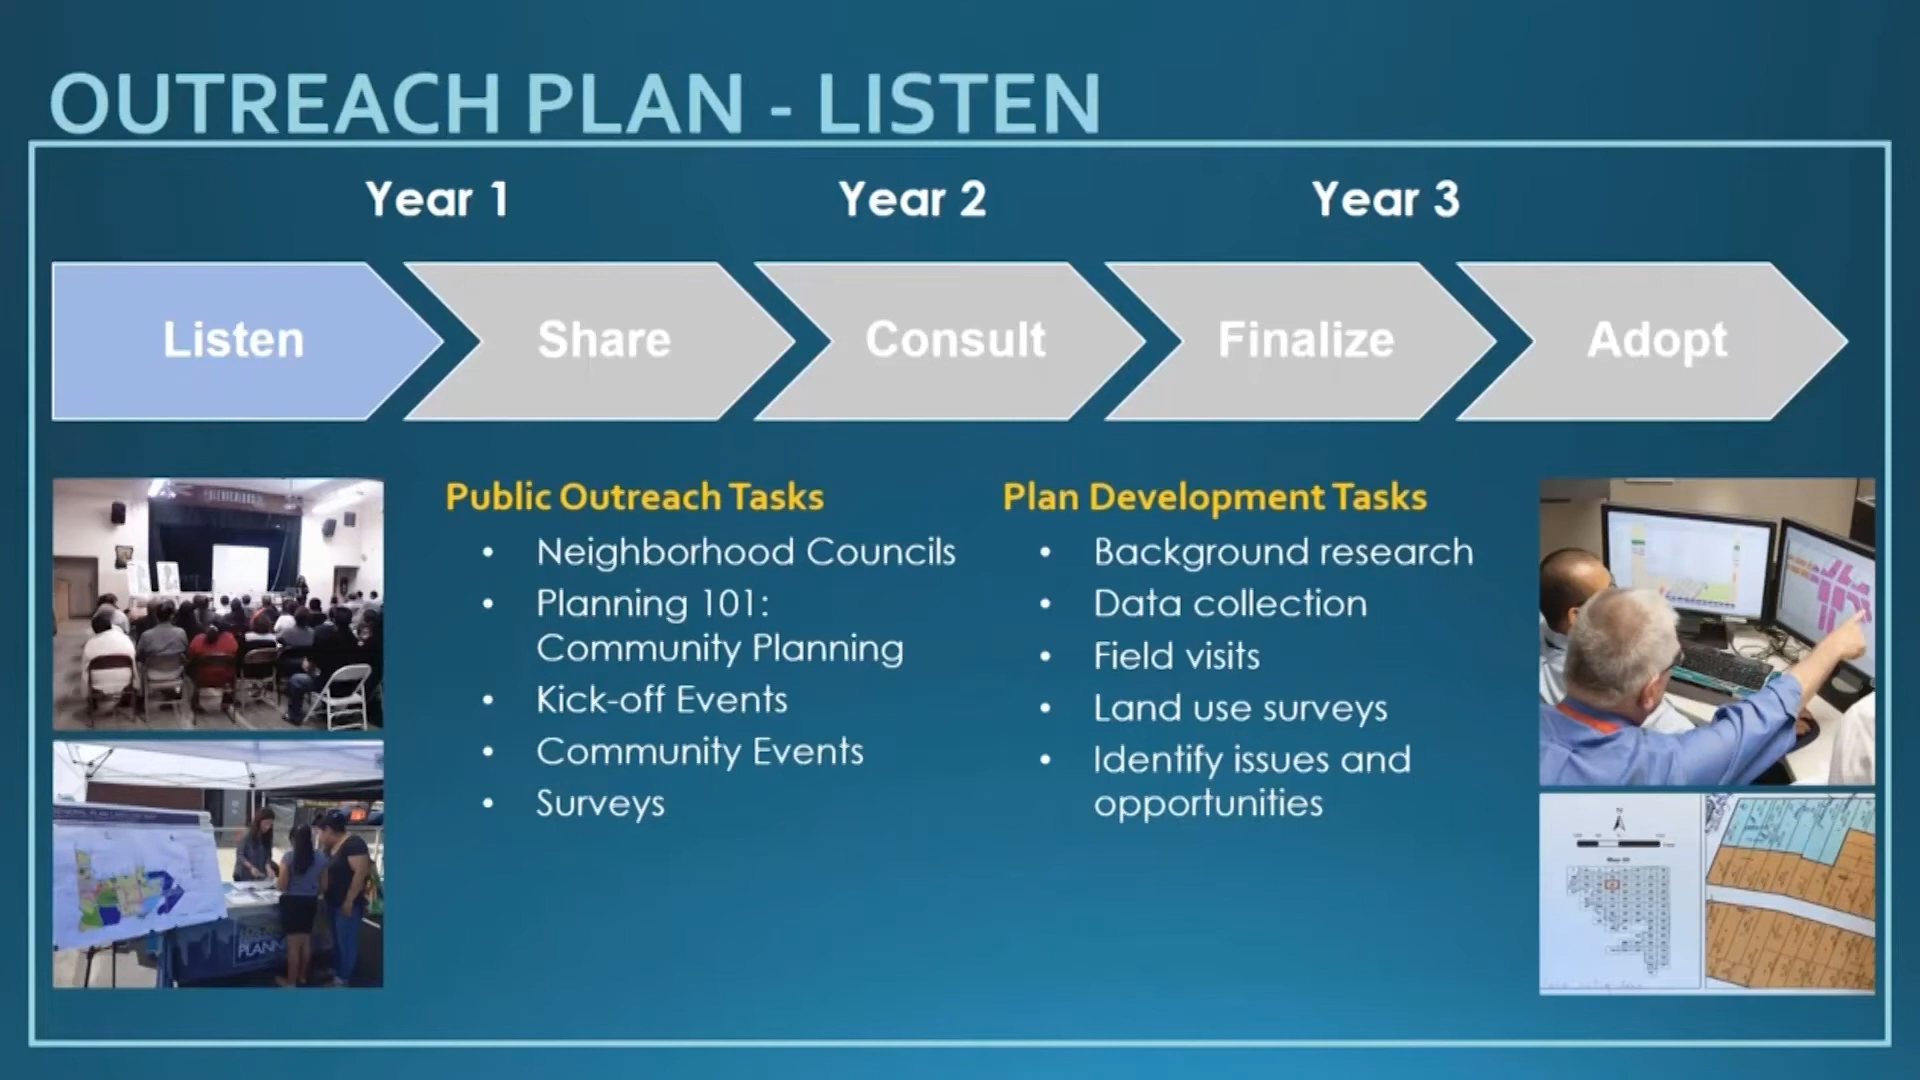 OUTREACH PLAN - LISTEN
Year 1
Year 2
Year 3
Listen
Share
Consult
Finalize
Adopt
Public Outreach Tasks
• Neighborhood Councils
• Planning 101:
Community Planning
• Kick-off Events
• Community Events
• Surveys
Plan Development Tasks
• Background research
• Data collection
• Field visits
• Land use surveys
• Identify issues and
opportunities
N